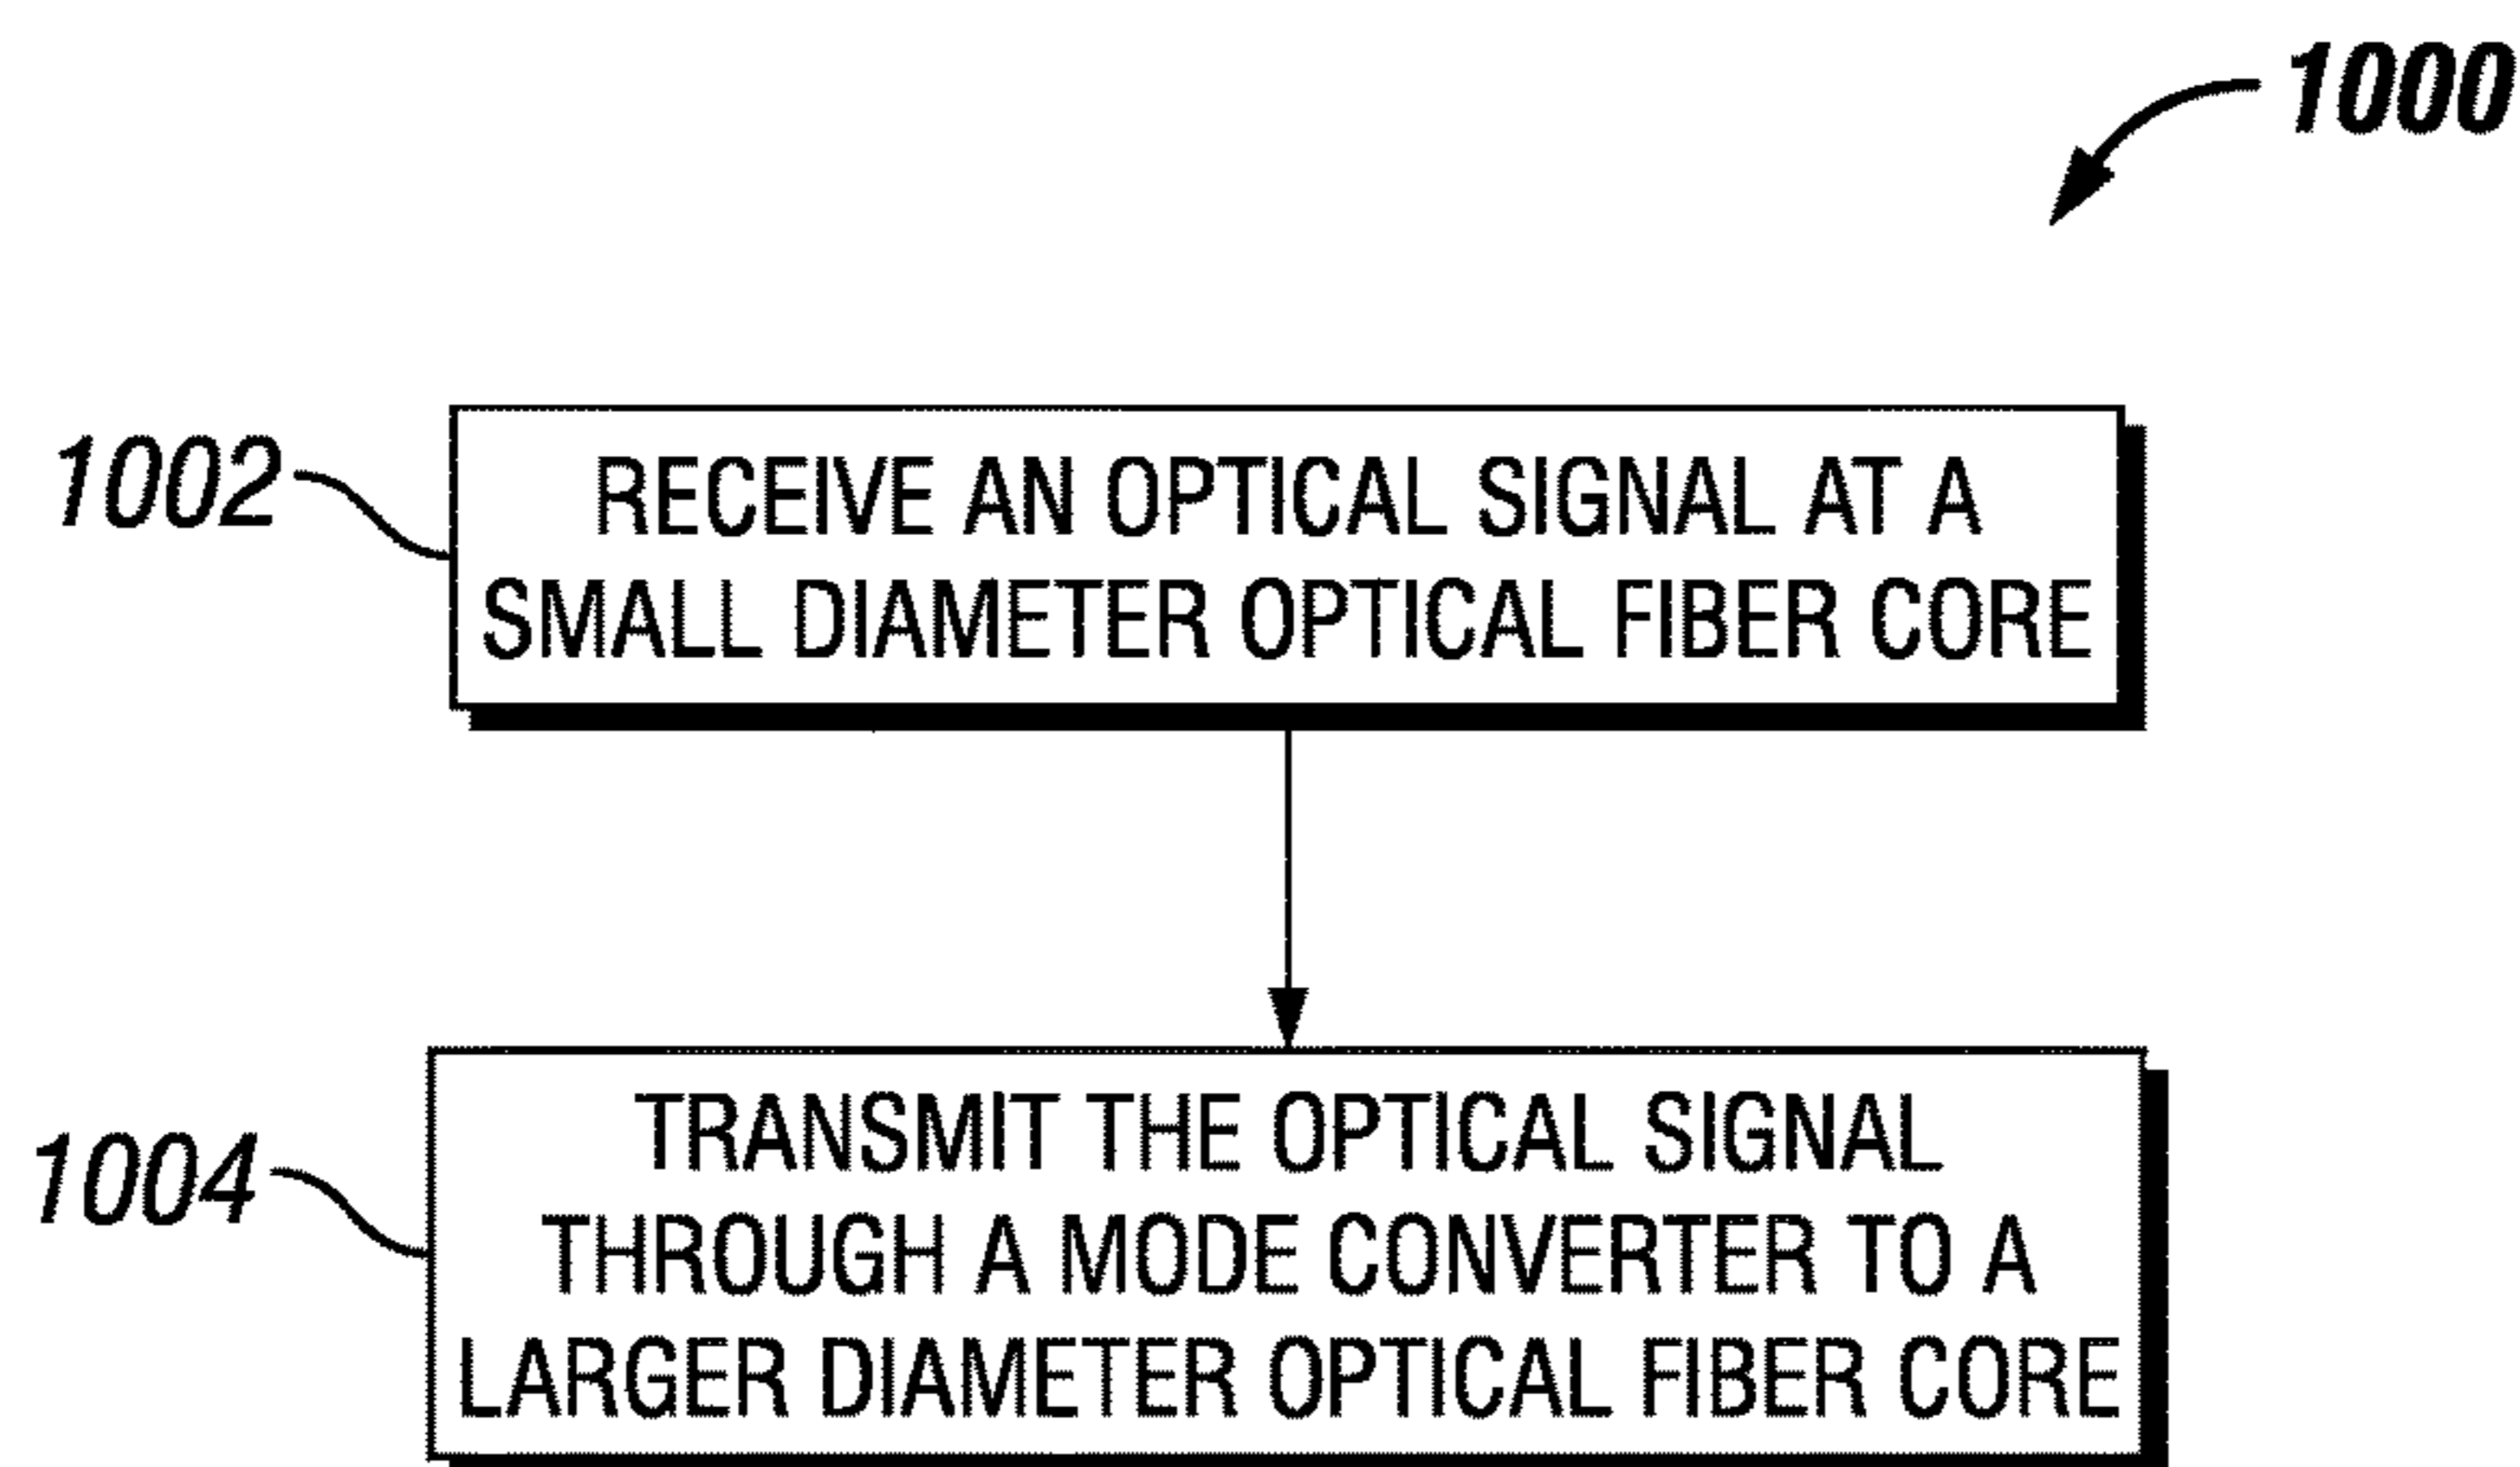 1000
1002
RECEIVE AN OPTICAL SIGNAL AT A
SMALL DIAMETER OPTICAL FIBER CORE
1004
TRANSMIT THE OPTICAL SIGNAL
THROUGH A MODE CONVERTER TO A
LARGER DIAMETER OPTICAL FIBER CORE